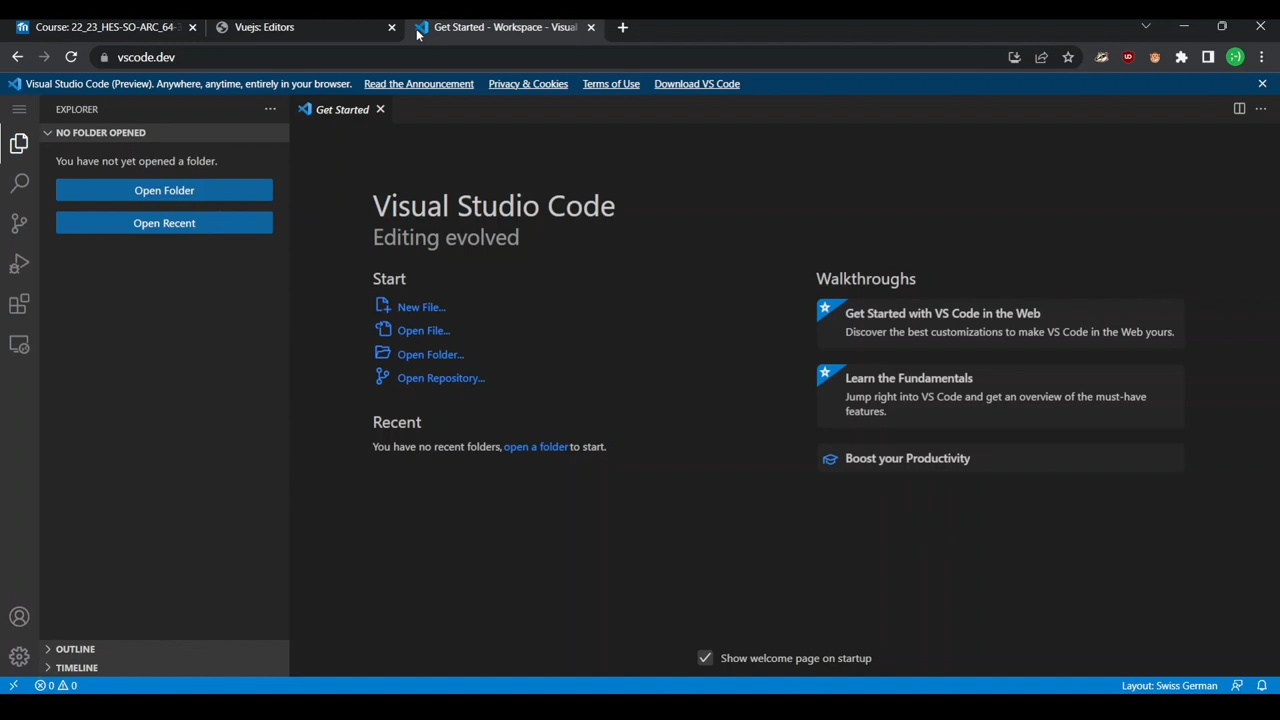 Course: 22_23_HES-SO-ARC_64-3
Vuejs: Editors
Get Started - Workspace - Visual
vscode.dev
Visual Studio Code (Preview). Anywhere, anytime, entirely in your browser. Read the Announcement Privacy & Cookies Terms of Use Download VS Code
EXPLORER
Get Started
NO FOLDER OPENED
You have not yet opened a folder.
Open Folder
Open Recent
Visual Studio Code
Editing evolved
Start
New File...
Open File...
Open Folder...
Open Repository...
Recent
You have no recent folders, open a folder to start.
Walkthroughs
Get Started with VS Code in the Web
Discover the best customizations to make VS Code in the Web yours.
Learn the Fundamentals
Jump right into VS Code and get an overview of the must-have
features.
Boost your Productivity
OUTLINE
TIMELINE
Show welcome page on startup
0 0
Layout: Swiss German